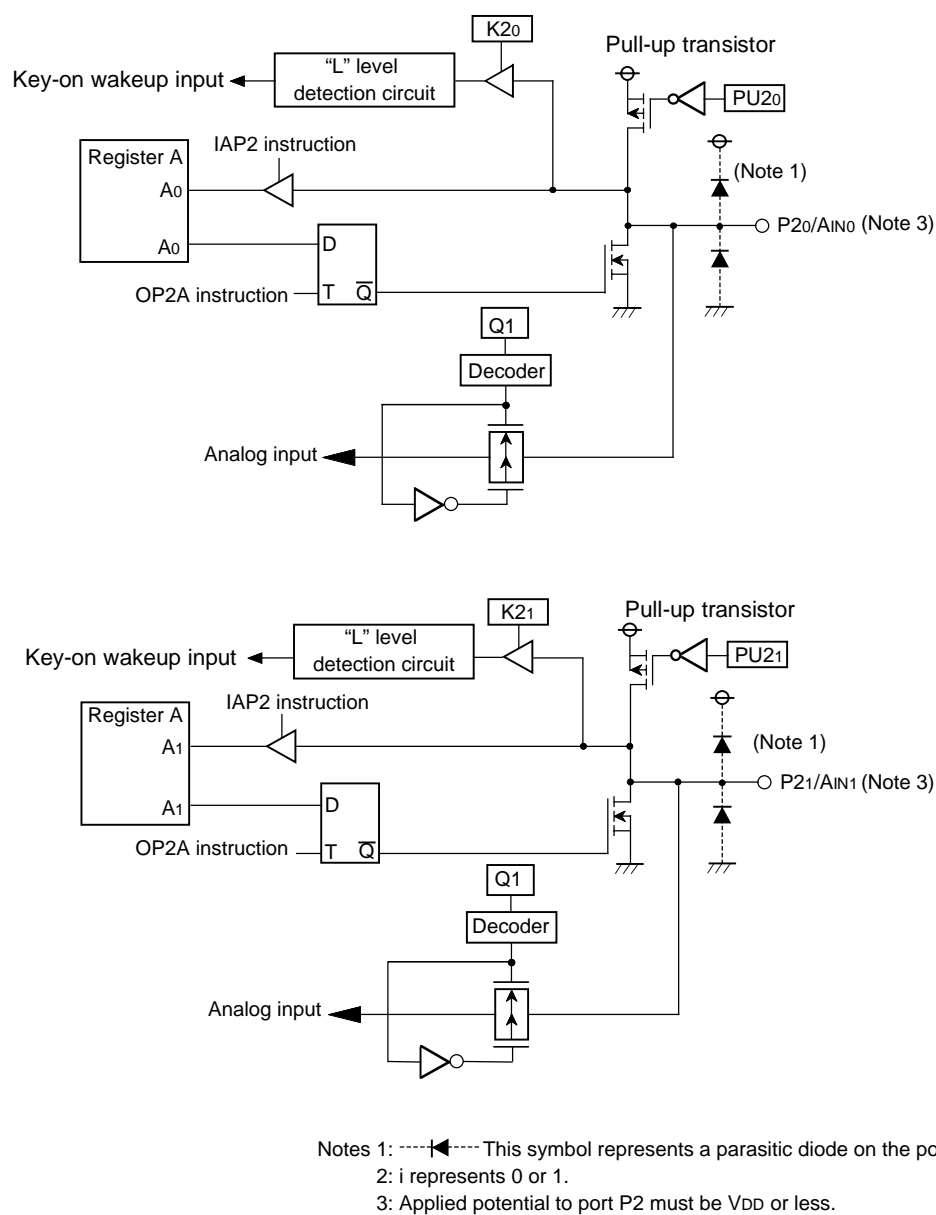 K20
Pull-up transistor
Key-on wakeup input
“L” level
detection circuit
PU20
IAP2 instruction
Register A
(Note 1)
A0
P20/AIN0 (Note 3)
A0
D
OP2A instruction
T Q
Q1
Decoder
Analog input
K21
Pull-up transistor
Key-on wakeup input
“L” level
detection circuit
PU21
IAP2 instruction
Register A
(Note 1)
A1
P21/AIN1 (Note 3)
A1
D
OP2A instruction
T Q
Q1
Decoder
Analog input
Notes 1: This symbol represents a parasitic diode on the
2: i represents 0 or 1.
3: Applied potential to port P2 must be VDD or less.